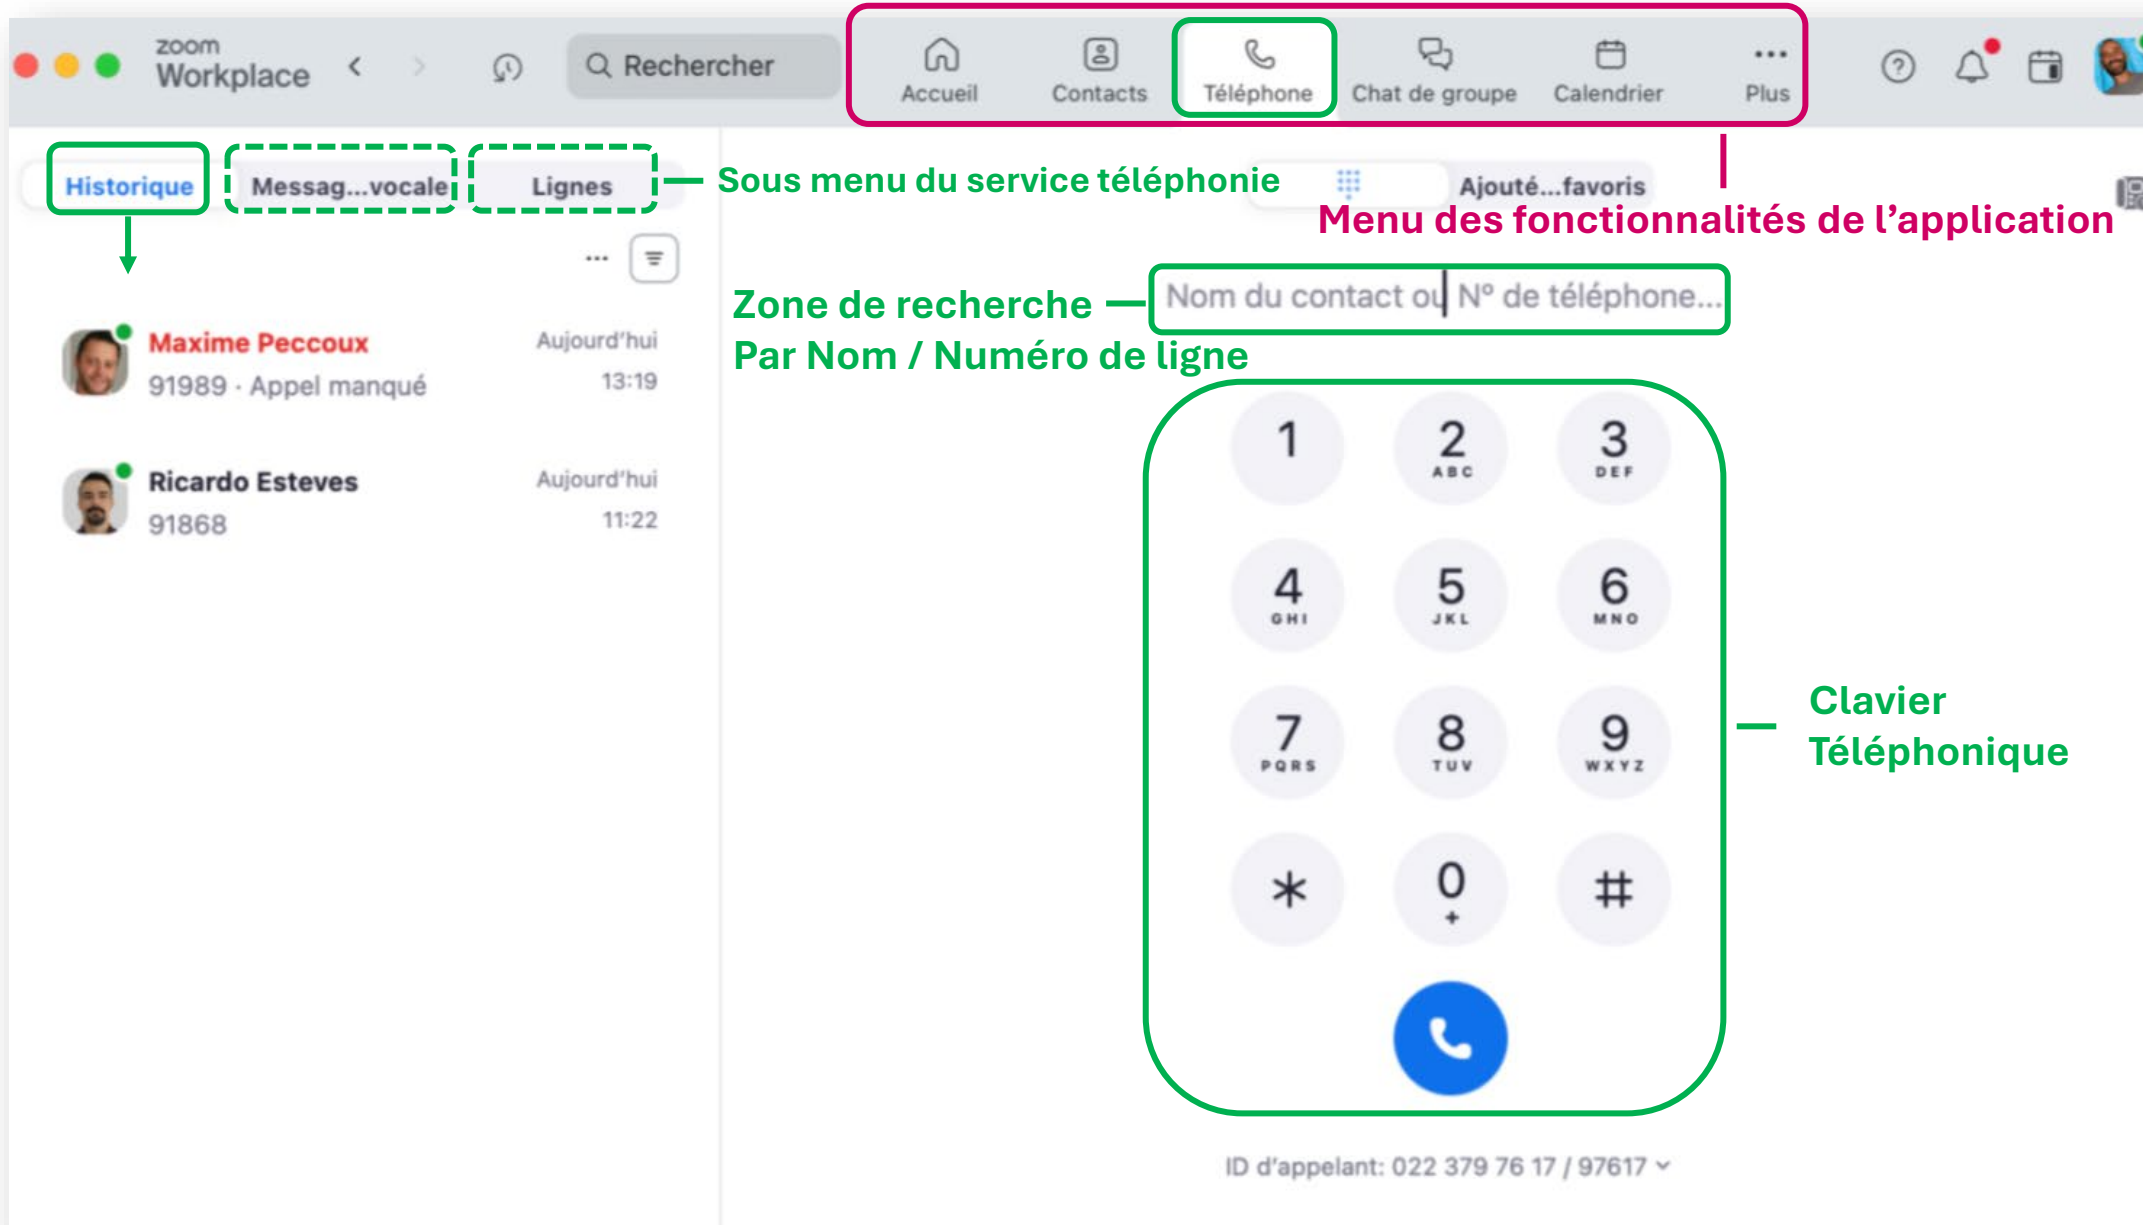 zoom
Workplace
Rechercher
Accueil
Contacts
Téléphone
Chat de groupe
Calendrier
Plus
Historique
Messag...vocale
Lignes
Sous menu du service téléphonie
Ajouté...favoris
Menu des fonctionnalités de l'application
Zone de recherche
Par Nom / Numéro de ligne
Nom du contact ou N° de téléphone...
Maxime Peccoux
Aujourd'hui
91989 · Appel manqué
13:19
Ricardo Esteves
Aujourd'hui
91868
11:22
1
2
ABC
3
DEF
4
GHI
5
JKL
6
MNO
7
PQRS
8
TUV
9
WXYZ
*
0
+
#
Clavier
Téléphonique
ID d'appelant: 022 379 76 17 / 97617